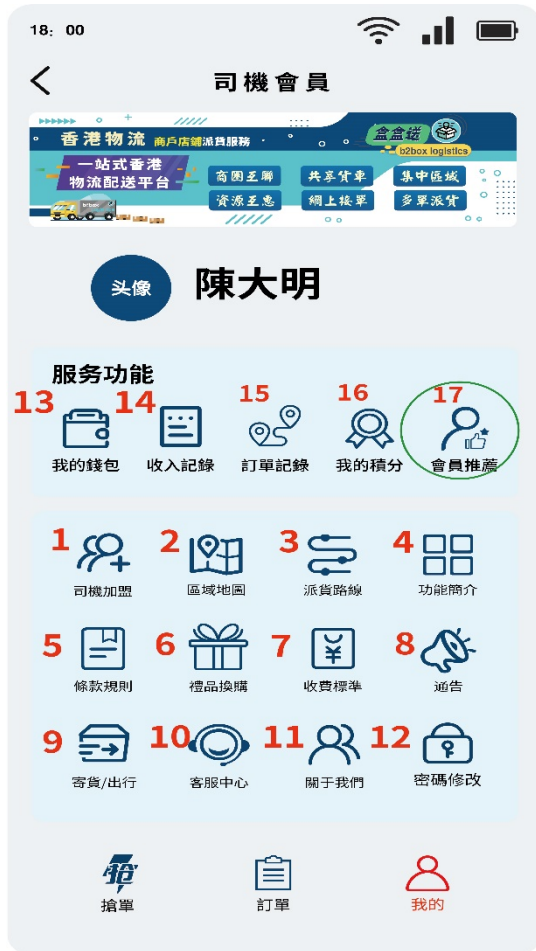 18: 00
司機會員
香港物流 商戶店鋪派貨服務
盒盒送
b2box logistics
一站式香港
物流配送平台
商圈互聯 共享貨車 集中區域
資源互惠 網上接單 多單派貨
头像 陳大明
服务功能
13 14 15 16 17
我的錢包 收入記錄 訂單記錄 我的積分 會員推薦
1 2 3 4
司機加盟 區域地圖 派貨路線 功能簡介
5 6 7 8
條款規則 禮品換購 收費標準 通告
9 10 11 12
寄貨/出行 客服中心 關于我們 密碼修改
搶
搶單 訂單 我的